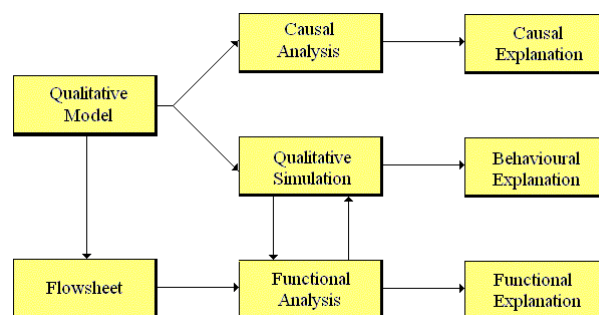 Causal
Analysis
Causal
Explanation
Qualitative
Model
Qualitative
Simulation
Behavioural
Explanation
Flowsheet
Functional
Analysis
Functional
Explanation